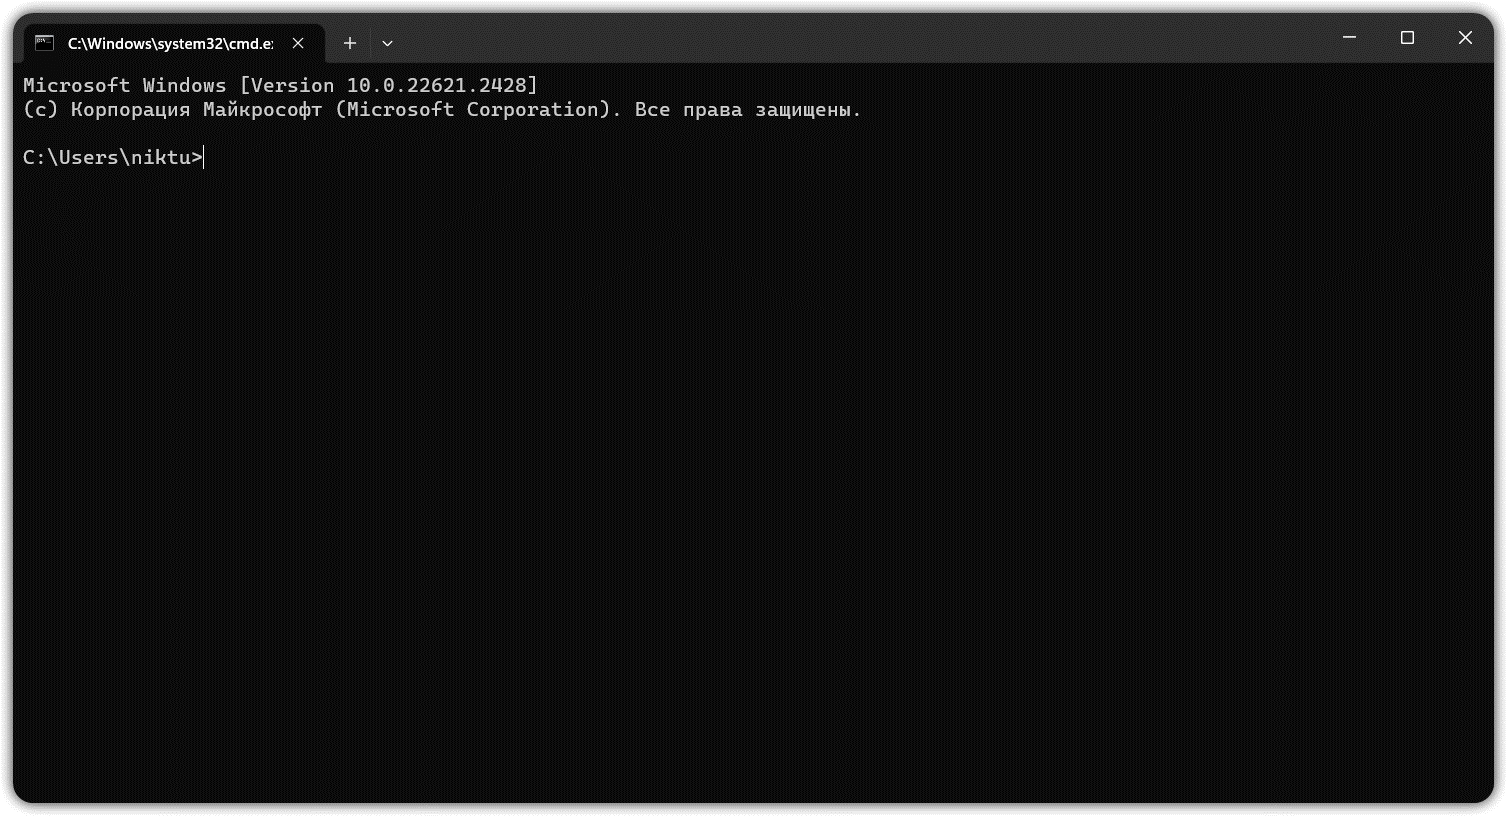 C:\Windows\system32\cmd.e
Microsoft Windows [Version 10.0.22621.2428]
(c) Корпорация Майкрософт (Microsoft Corporation). Все права защищены.
C:\Users\niktu>